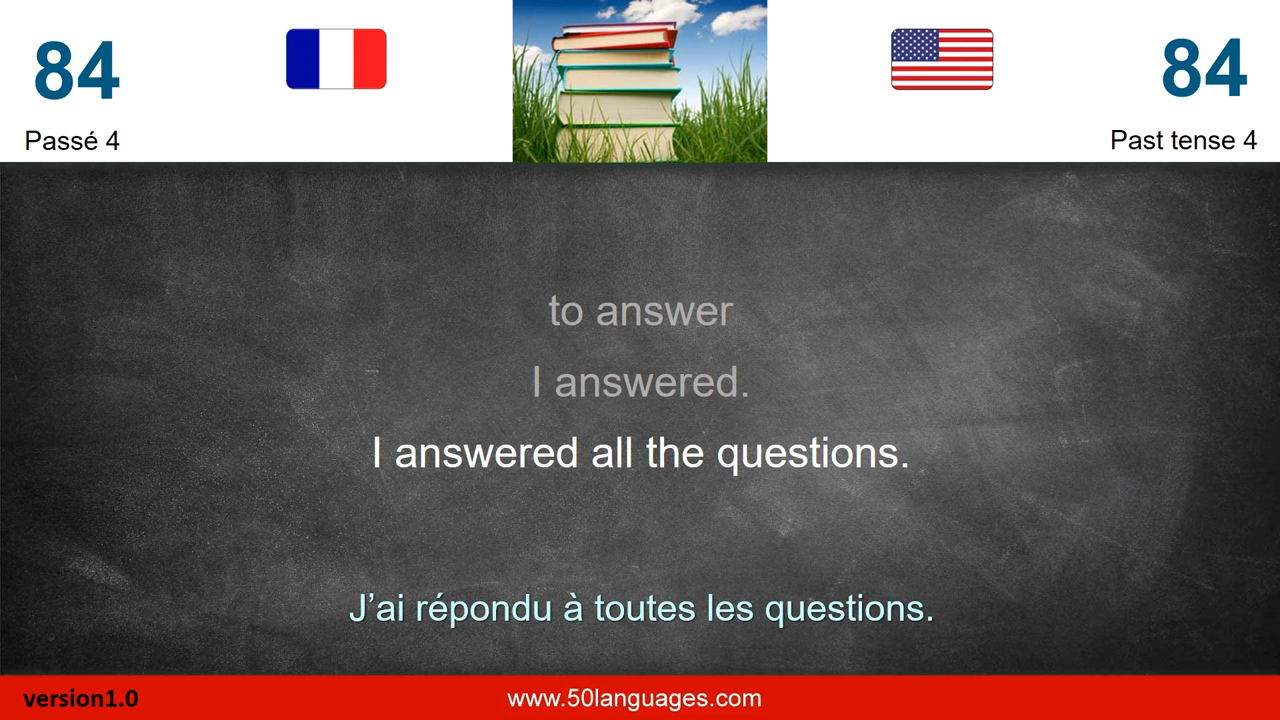 84
84
Passé 4
Past tense 4
to answer
I answered.
I answered all the questions.
J’ai répondu à toutes les questions.
version1.0
www.50languages.com